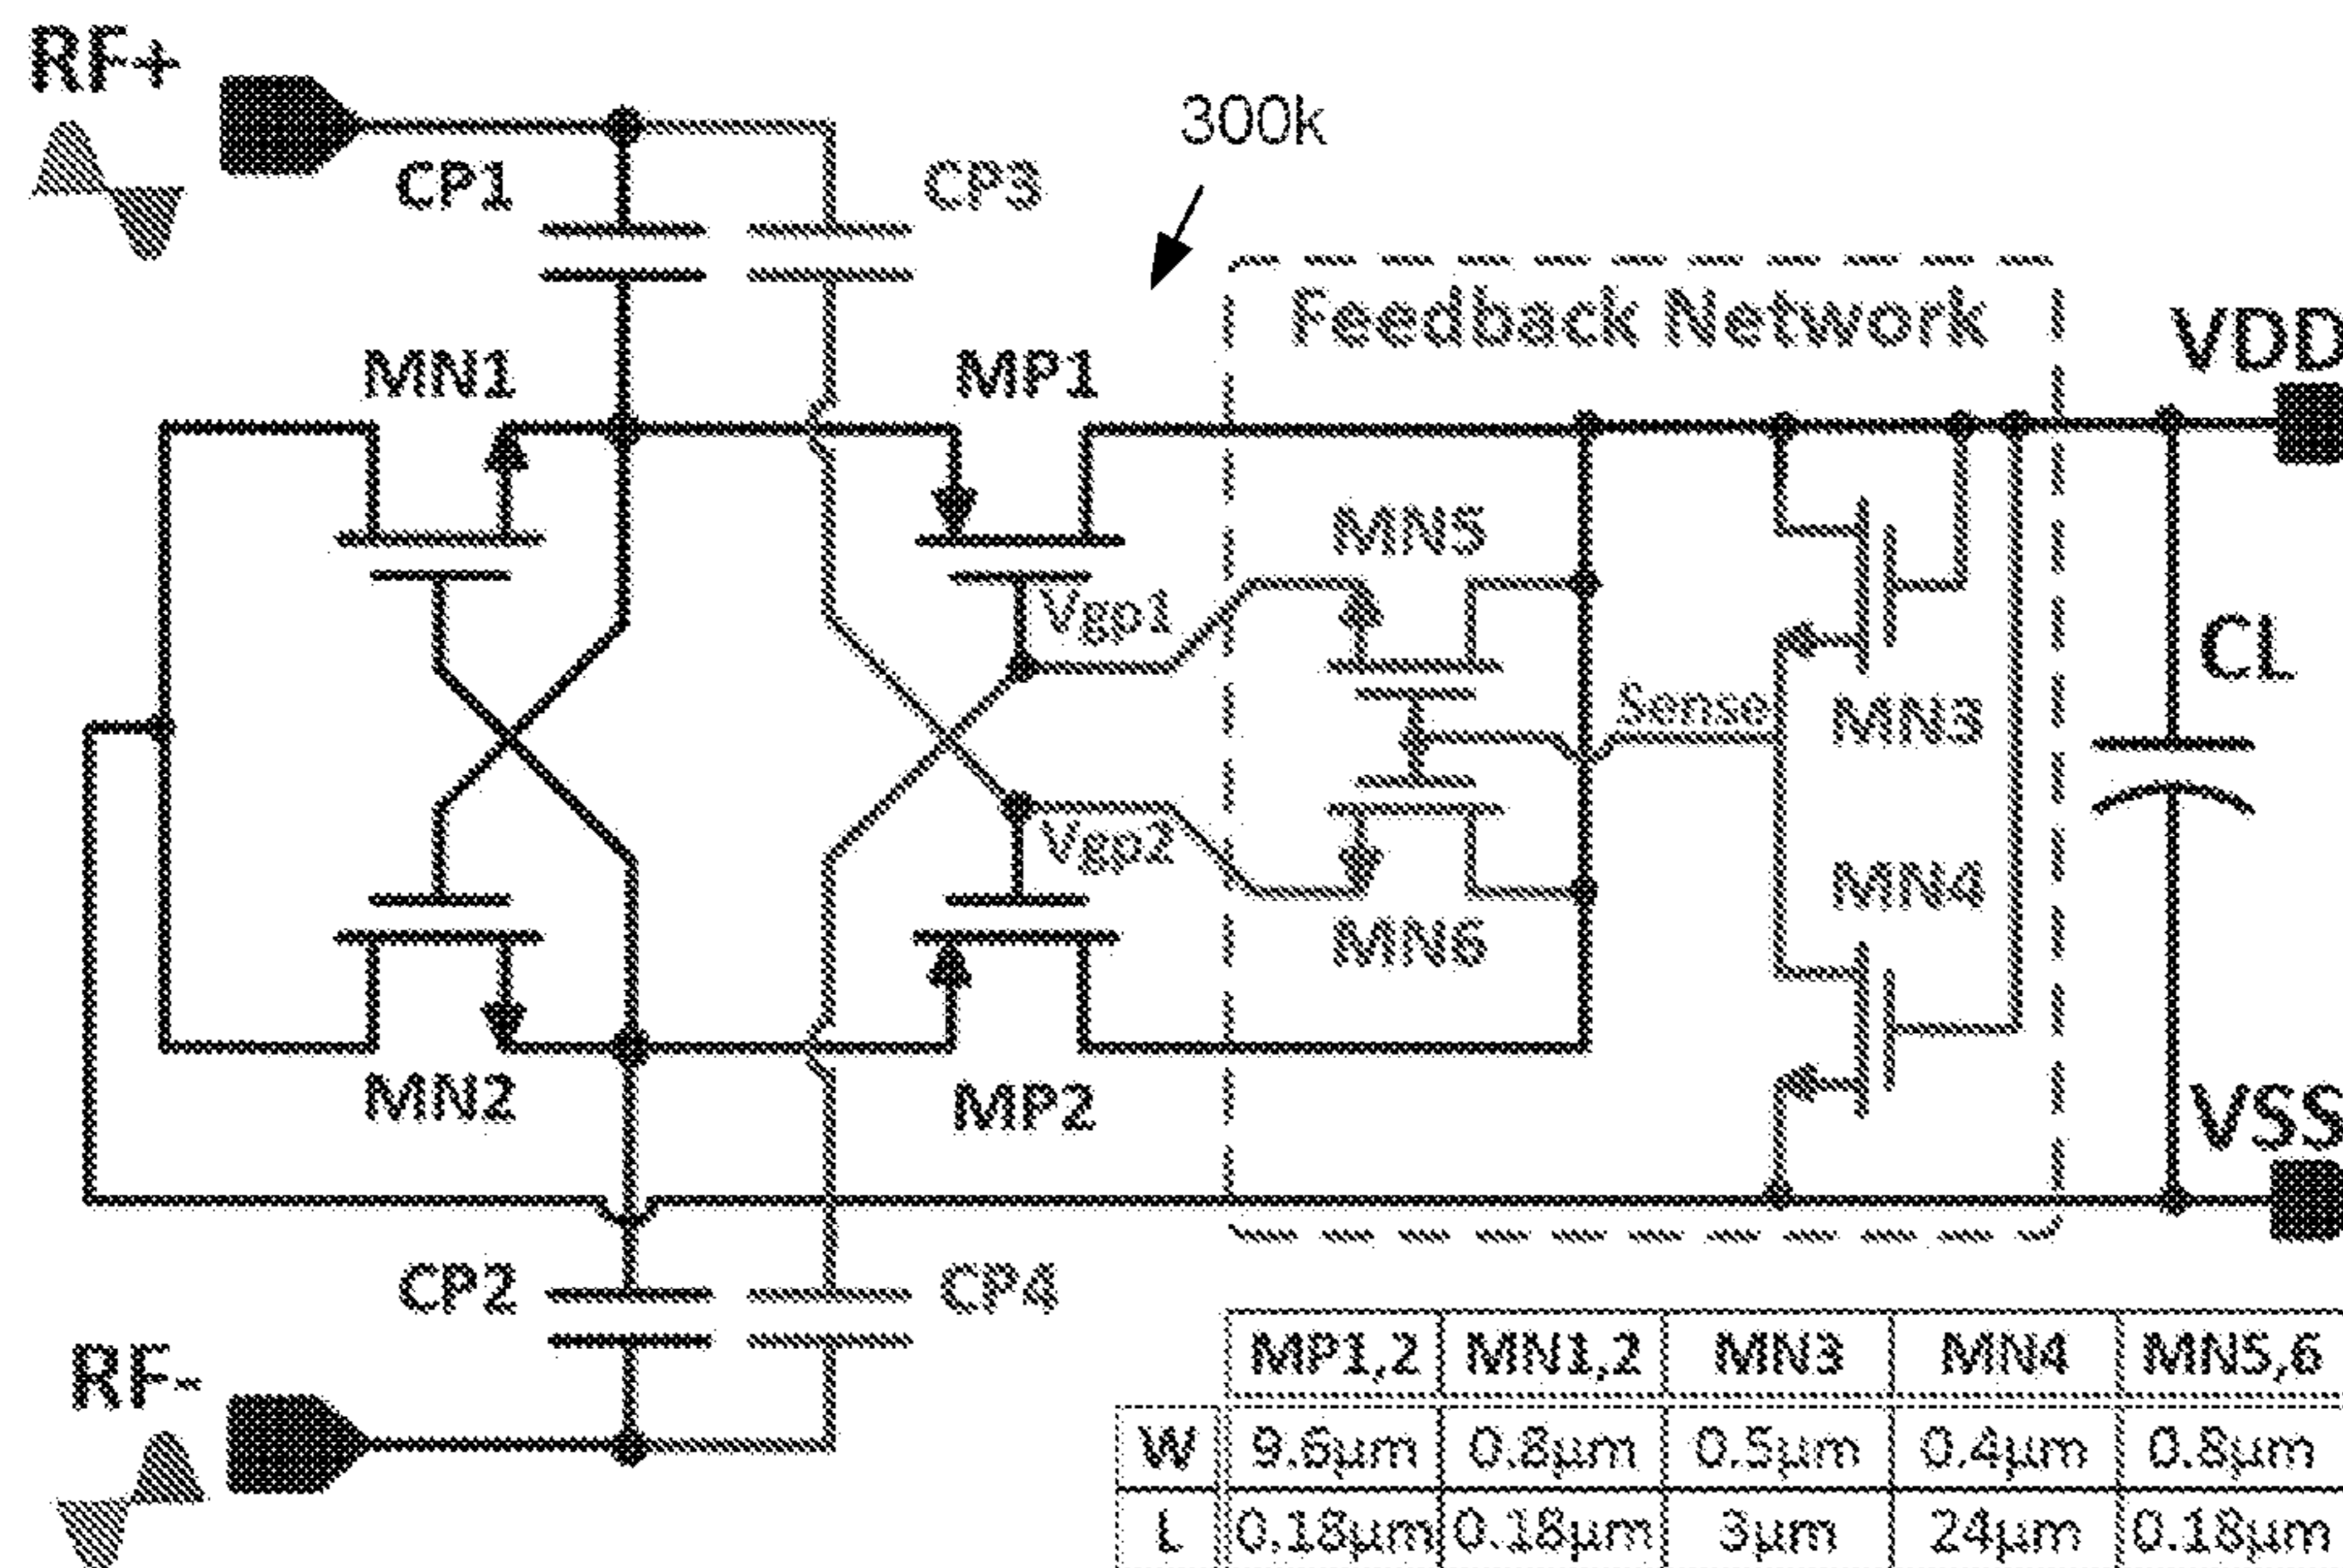 RF+
300k
CP1
CP3
Feedback Network
VDD
MN1
MP1
MN5
Vgp1
CL
Sense
MN3
Vgp2
MN4
MN6
MN2
MP2
VSS
CP2
CP4
RF-
MP1,2 MN1,2 MN3 MN4 MN5,6
W 9.6μm 0.8μm 0.5μm 0.4μm 0.8μm
L 0.18μm 0.18μm 3μm 24μm 0.18μm